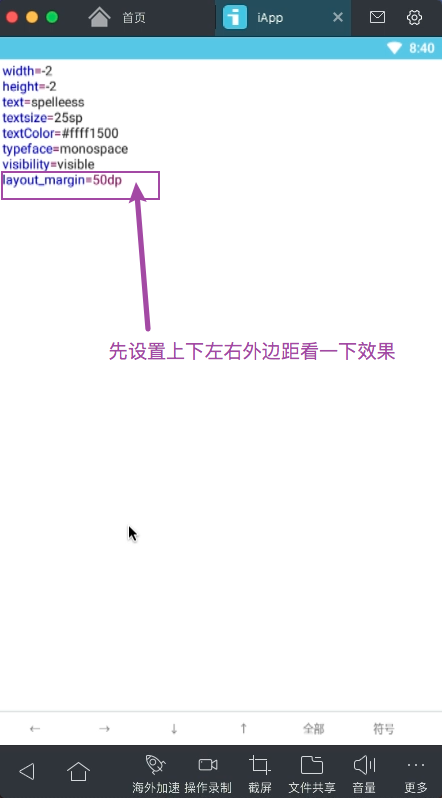 首页
iApp
8:40
width=-2
height=-2
text=spelleess
textsize=25sp
textColor=#ffff1500
typeface=monospace
visibility=visible
layout_margin=50dp
先设置上下左右外边距看一下效果
← → ↓ ↑ 全部 符号
海外加速 操作录制 截屏 文件共享 音量 更多